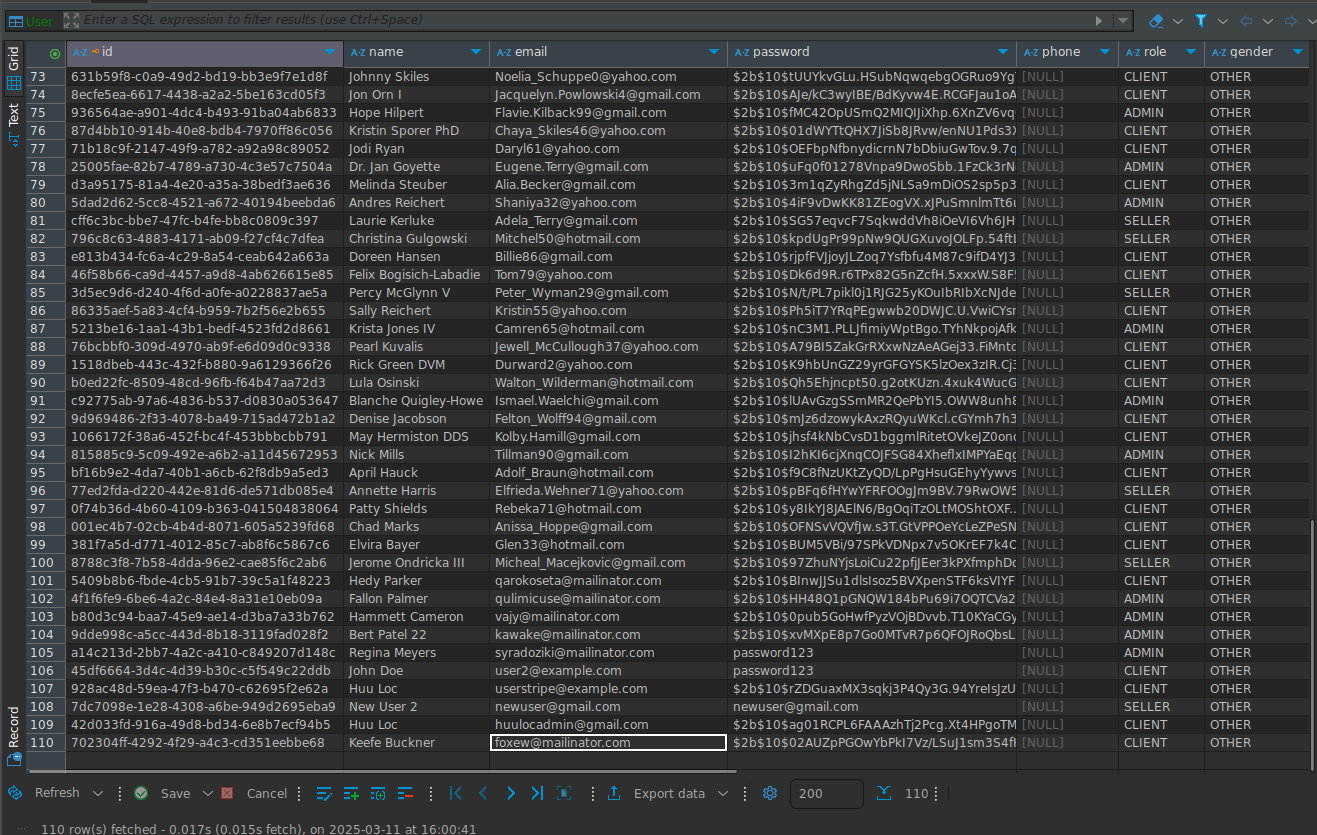 User Enter a SQL expression to filter results (use Ctrl+Space)
Grid
Text
Record
A-Z id A-Z name A-Z email A-Z password A-Z phone A-Z role A-Z gender
73 631b59f8-c0a9-49d2-bd19-bb3e9f7e1d8f Johnny Skiles Noelia_Schuppe0@yahoo.com $2b$10$tUUYkvGLu.HSubNqwqebgOGRuo9Yg [NULL] CLIENT OTHER
74 8ecfe5ea-6617-4438-a2a2-5be163cd05f3 Jon Orn I Jacquelyn.Powlowski4@gmail.com $2b$10$AJe/kC3wyIBE/BdKyvw4E.RCGFJau1oA [NULL] CLIENT OTHER
75 936564ae-a901-4dc4-b493-91ba04ab6833 Hope Hilpert Flavie.Kilback99@gmail.com $2b$10$fMC42OpUSmQ2MIQIJiXhp.6XnZV6vq [NULL] ADMIN OTHER
76 87d4bb10-914b-40e8-bdb4-7970ff86c056 Kristin Sporer PhD Chaya_Skiles46@yahoo.com $2b$10$01dWYTtQHX7JiSb8JRvw/enNU1Pds3X [NULL] CLIENT OTHER
77 71b18c9f-2147-49f9-a782-a92a98c89052 Jodi Ryan Daryl61@yahoo.com $2b$10$OEFbpNfbnydicrnN7bDbiuGwTov.9.7q [NULL] CLIENT OTHER
78 25005fae-82b7-4789-a730-4c3e57c7504a Dr. Jan Goyette Eugene.Terry@gmail.com $2b$10$uFq0f01278Vnpa9DwoSbb.1FzCk3rN [NULL] ADMIN OTHER
79 d3a95175-81a4-4e20-a35a-38bedf3ae636 Melinda Steuber Alia.Becker@gmail.com $2b$10$3m1qZyRhgZd5jNLSa9mDiOS2sp5p3 [NULL] CLIENT OTHER
80 5dad2d62-5cc8-4521-a672-40194beebda6 Andres Reichert Shaniya32@yahoo.com $2b$10$4iF9vDwKK81ZEogVX.xJPuSmnlmTt6 [NULL] ADMIN OTHER
81 cff6c3bc-bbe7-47fc-b4fe-bb8c0809c397 Laurie Kerluke Adela_Terry@gmail.com $2b$10$SG57eqvcF7SqkwddVh8iOeVI6Vh6JH [NULL] SELLER OTHER
82 796c8c63-4883-4171-ab09-f27cf4c7dfea Christina Gulgowski Mitchel50@hotmail.com $2b$10$kpdUgPr99pNw9QUGXuvoJOLFp.54ft [NULL] SELLER OTHER
83 e813b434-fc6a-4c29-8a54-ceab642a663a Doreen Hansen Billie86@gmail.com $2b$10$rjpfFVJjoyJLZoq7Ysfbfu4M87c9ifD4YJ3 [NULL] CLIENT OTHER
84 46f58b66-ca9d-4457-a9d8-4ab626615e85 Felix Bogisich-Labadie Tom79@yahoo.com $2b$10$Dk6d9R.r6TPx82G5nZcfH.5xxxW.S8F [NULL] CLIENT OTHER
85 3d5ec9d6-d240-4f6d-a0fe-a0228837ae5a Percy McGlynn V Peter_Wyman29@gmail.com $2b$10$N/t/PL7pikl0j1RJG25yKOuIbRIbXcNJde [NULL] SELLER OTHER
86 86335aef-5a83-4cf4-b959-7b2f56e2b655 Sally Reichert Kristin55@yahoo.com $2b$10$Ph5iT7YRqPEgwwb20DWJC.U.VwiCYsr [NULL] CLIENT OTHER
87 5213be16-1aa1-43b1-bedf-4523fd2d8661 Krista Jones IV Camren65@hotmail.com $2b$10$nC3M1.PLLJfimiyWptBgo.TYhNkpojAfk [NULL] ADMIN OTHER
88 76bcbbf0-309d-4970-ab9f-e6d09d0c9338 Pearl Kuvalis Jewell_McCullough37@yahoo.com $2b$10$A79BI5ZakGrRXxwNzAeAGej33.FiMntc [NULL] CLIENT OTHER
89 1518dbeb-443c-432f-b880-9a6129366f26 Rick Green DVM Durward2@yahoo.com $2b$10$K9hbUnGZ29yrGFGYSK5lzOex3zIR.Cj3 [NULL] CLIENT OTHER
90 b0ed22fc-8509-48cd-96fb-f64b47aa72d3 Lula Osinski Walton_Wilderman@hotmail.com $2b$10$Qh5Ehjncpt50.g2otKUzn.4xuk4WucG [NULL] CLIENT OTHER
91 c92775ab-97a6-4836-b537-d0830a053647 Blanche Quigley-Howe Ismael.Waelchi@gmail.com $2b$10$lUAvGzgSSmMR2QePbYI5.OWW8unh8 [NULL] ADMIN OTHER
92 9d969486-2f33-4078-ba49-715ad472b1a2 Denise Jacobson Felton_Wolff94@gmail.com $2b$10$mJz6dzowykAxzRQyuWKcl.cGYmh7h3 [NULL] CLIENT OTHER
93 1066172f-38a6-452f-bc4f-453bbbcbb791 May Hermiston DDS Kolby.Hamill@gmail.com $2b$10$jhsf4kNbCvsD1bggmlRitetOVkeJZ0onc [NULL] CLIENT OTHER
94 815885c9-5c09-492e-a6b2-a11d45672953 Nick Mills Tillman90@gmail.com $2b$10$I2hKI6cjXnqCOJFSG84XheflxIMPYaEqg [NULL] ADMIN OTHER
95 bf16b9e2-4da7-40b1-a6cb-62f8db9a5ed3 April Hauck Adolf_Braun@hotmail.com $2b$10$f9C8fNzUKtZyQD/LpPgHsuGEhyYywvs [NULL] CLIENT OTHER
96 77ed2fda-d220-442e-81d6-de571db085e4 Annette Harris Elfrieda.Wehner71@yahoo.com $2b$10$pBFq6fHYwYFRFOOgJm9BV.79RwOW5 [NULL] SELLER OTHER
97 0f74b36d-4b60-4109-b363-041504838064 Patty Shields Rebeka71@hotmail.com $2b$10$y8IkYJ8JAElN6/BgOqiTzOLtMOShtOXF.. [NULL] CLIENT OTHER
98 001ec4b7-02cb-4b4d-8071-605a5239fd68 Chad Marks Anissa_Hoppe@gmail.com $2b$10$OFNSvVQVfJw.s3T.GtVPPOeYcLeZPeSN [NULL] CLIENT OTHER
99 381f7a5d-d771-4012-85c7-ab8f6c5867c6 Elvira Bayer Glen33@hotmail.com $2b$10$BUM5VBi/97SPkVDNpx7v5OKrEF7k4C [NULL] CLIENT OTHER
100 8788c3f8-7b58-4dda-96e2-cae85f6c2ab6 Jerome Ondricka III Micheal_Macejkovic@gmail.com $2b$10$97ZhuNYjsLoiCu22pfjJEer3kPXfmphDc [NULL] SELLER OTHER
101 5409b8b6-fbde-4cb5-91b7-39c5a1f48223 Hedy Parker qarokoseta@mailinator.com $2b$10$BInwJJSu1dlsIsoz5BVXpenSTF6ksVIYF [NULL] CLIENT OTHER
102 4f1f6fe9-6be6-4a2c-84e4-8a31e10eb09a Fallon Palmer qulimicuse@mailinator.com $2b$10$HH48Q1pGNQW184bPu69i7OQTCVa2 [NULL] ADMIN OTHER
103 b80d3c94-baa7-45e9-ae14-d3ba7a33b762 Hammett Cameron vajy@mailinator.com $2b$10$0pub5GoHwfPyzVOjBDvvb.T10KYaCGy [NULL] ADMIN OTHER
104 9dde998c-a5cc-443d-8b18-3119fad028f2 Bert Patel 22 kawake@mailinator.com $2b$10$xvMXpE8p7Go0MTvR7p6QFOJRoQbsL [NULL] ADMIN OTHER
105 a14c213d-2bb7-4a2c-a410-c849207d148c Regina Meyers syradoziki@mailinator.com password123 [NULL] ADMIN OTHER
106 45df6664-3d4c-4d39-b30c-c5f549c22ddb John Doe user2@example.com password123 [NULL] CLIENT OTHER
107 928ac48d-59ea-47f3-b470-c62695f2e62a Huu Loc userstripe@example.com $2b$10$rZDGuaxMX3sqkj3P4Qy3G.94YreIsJzU [NULL] CLIENT OTHER
108 7dc7098e-1e28-4308-a6be-949d2695eba9 New User 2 newuser@gmail.com newuser@gmail.com [NULL] SELLER OTHER
109 42d033fd-916a-49d8-bd34-6e8b7ecf94b5 Huu Loc huulocadmin@gmail.com $2b$10$ag01RCPL6FAAAzhTj2Pcg.Xt4HPgoTM [NULL] CLIENT OTHER
110 702304ff-4292-4f29-a4c3-cd351eebbe68 Keefe Buckner foxew@mailinator.com $2b$10$02AUZpPGOwYbPkI7Vz/LSuJ1sm3S4f [NULL] CLIENT OTHER
Refresh Save Cancel Export data 200 110
110 row(s) fetched - 0.017s (0.015s fetch), on 2025-03-11 at 16:00:41